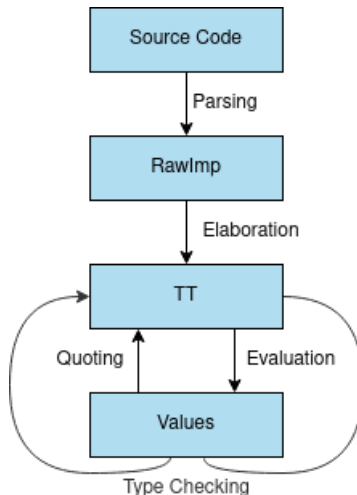 Source Code
Parsing
RawImp
Elaboration
TT
Quoting
Evaluation
Values
Type Checking